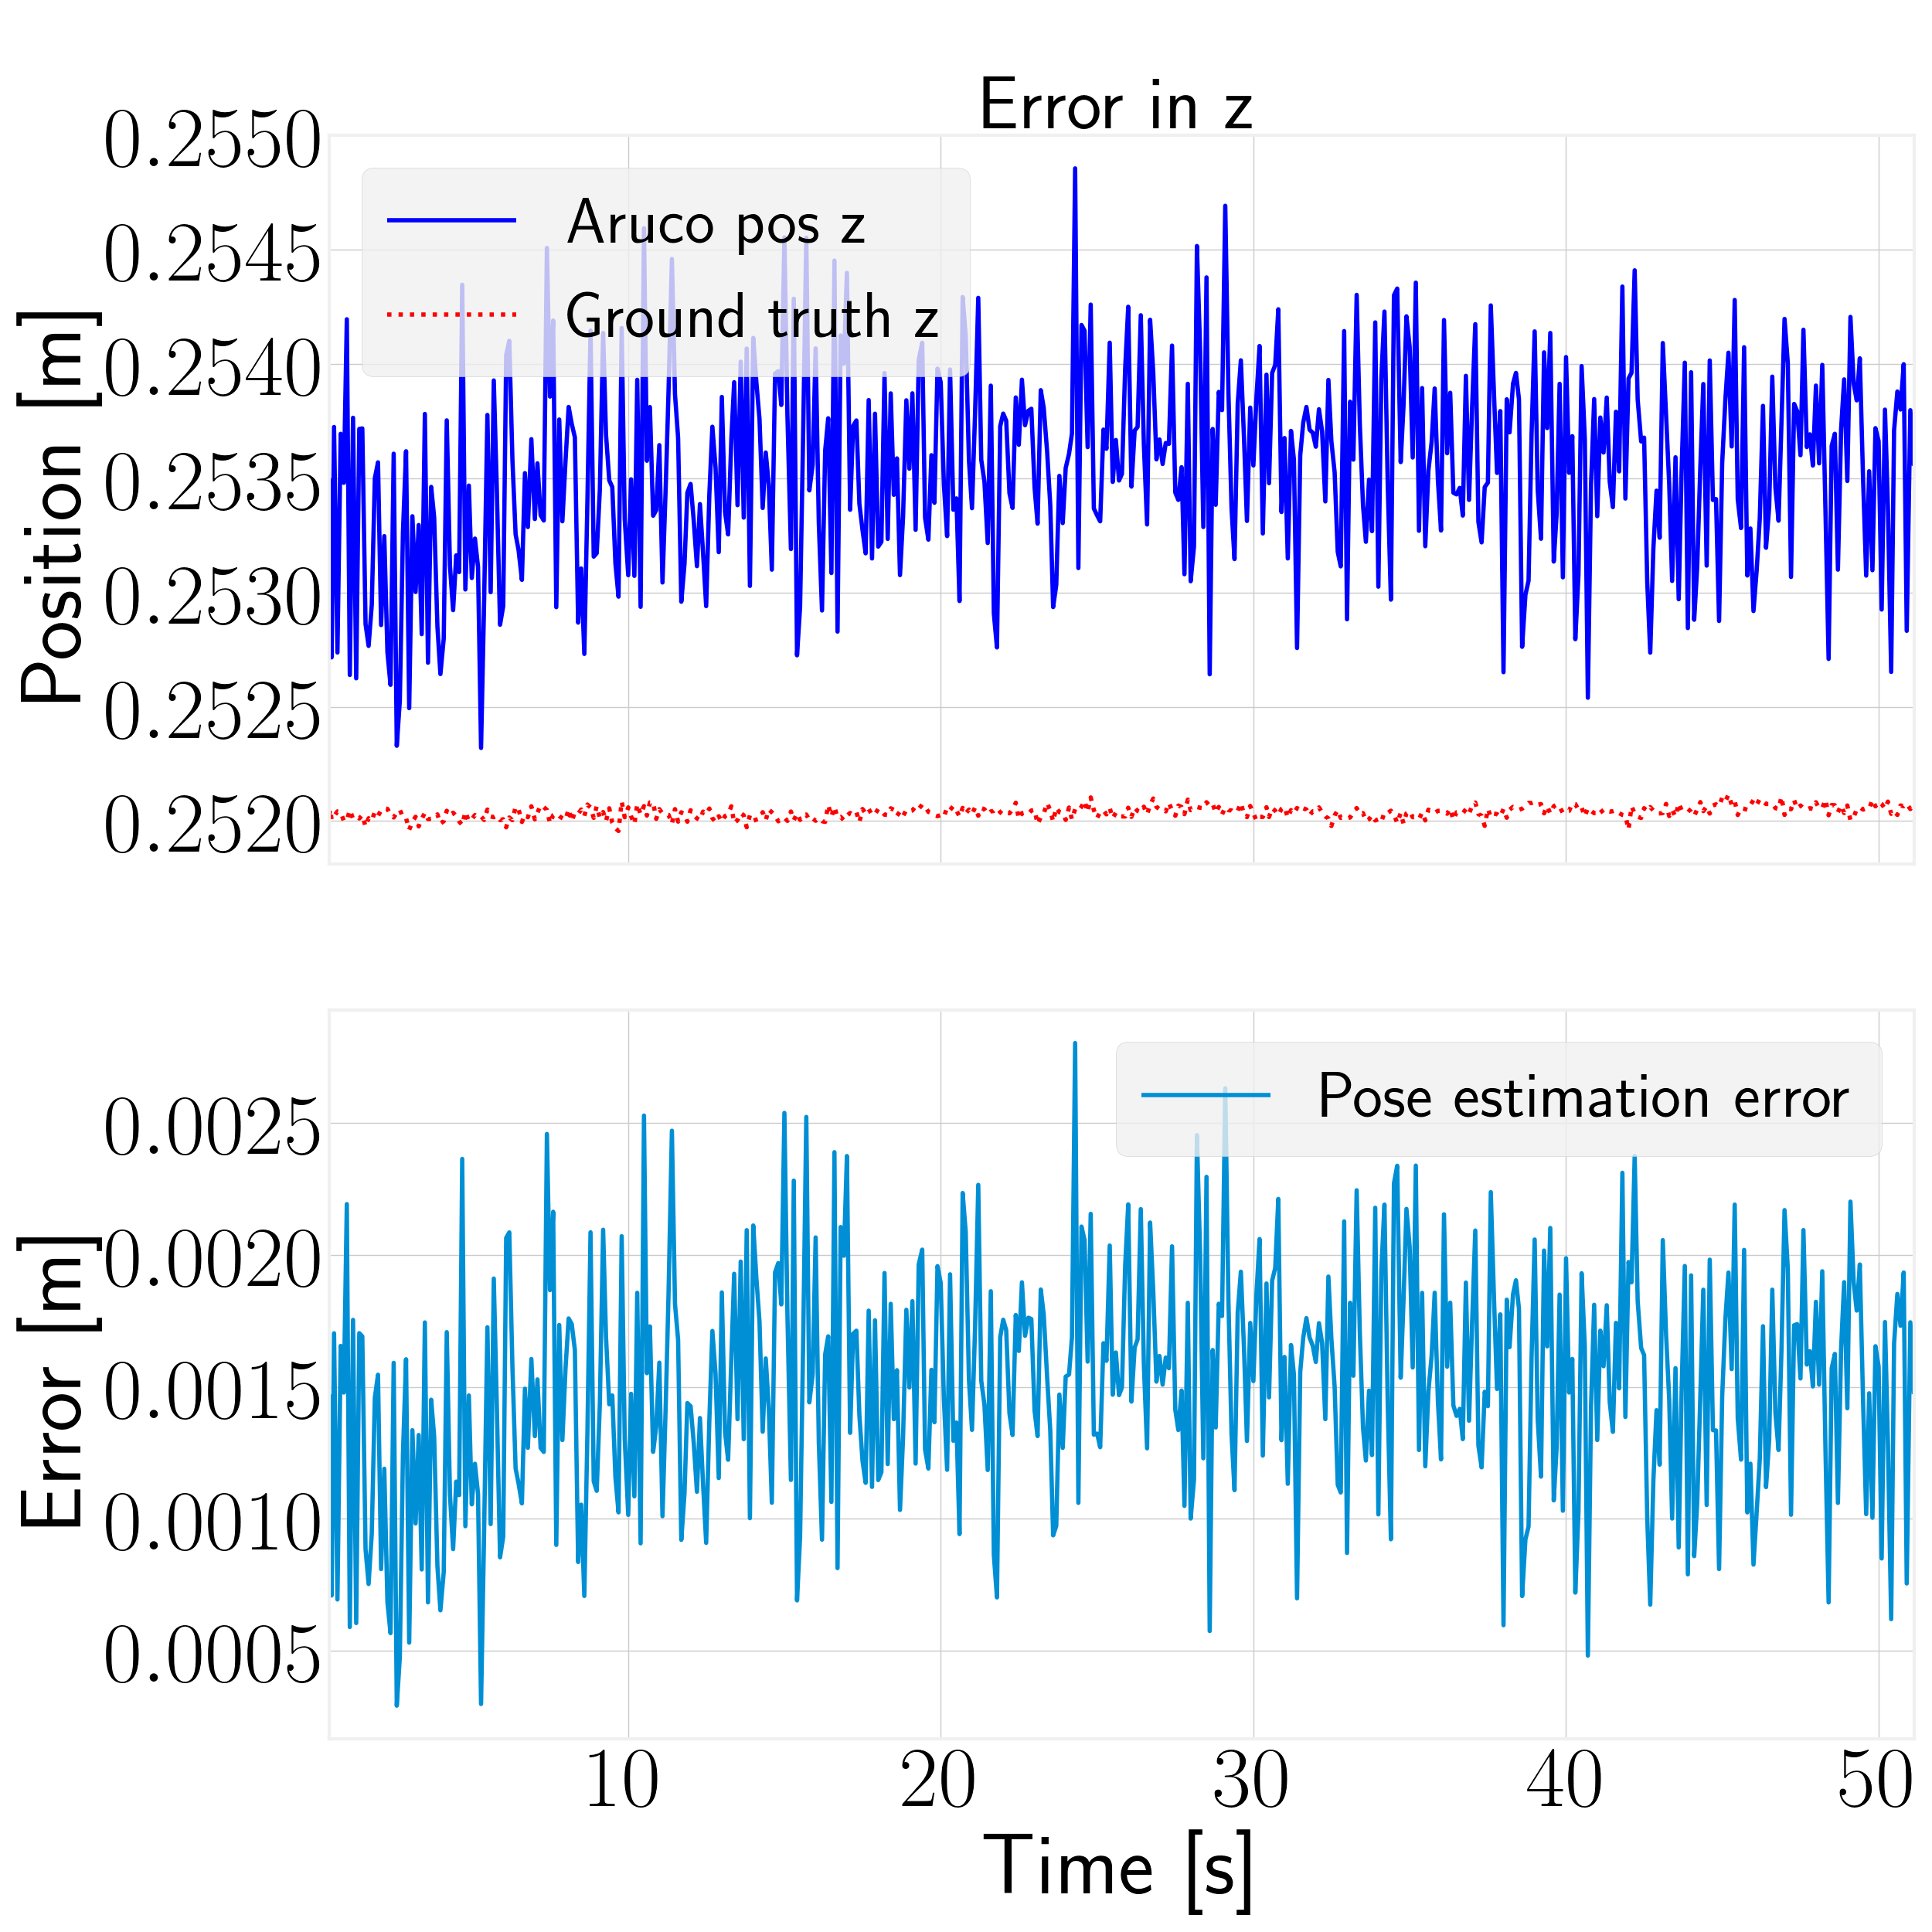 Error in z
Position [m]
0.2550
0.2545
0.2540
0.2535
0.2530
0.2525
0.2520
Aruco pos z
Ground truth z
Error [m]
0.0025
0.0020
0.0015
0.0010
0.0005
Pose estimation error
10 20 30 40 50
Time [s]